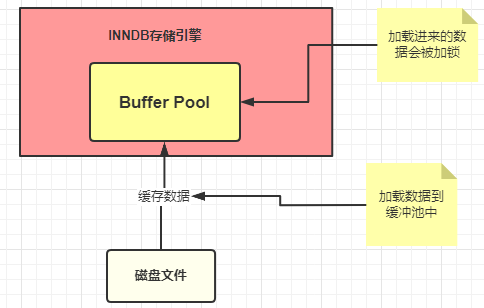 INNDB存储引擎
加载进来的数
据会被加锁
Buffer Pool
缓存数据
加载数据到
缓冲池中
磁盘文件